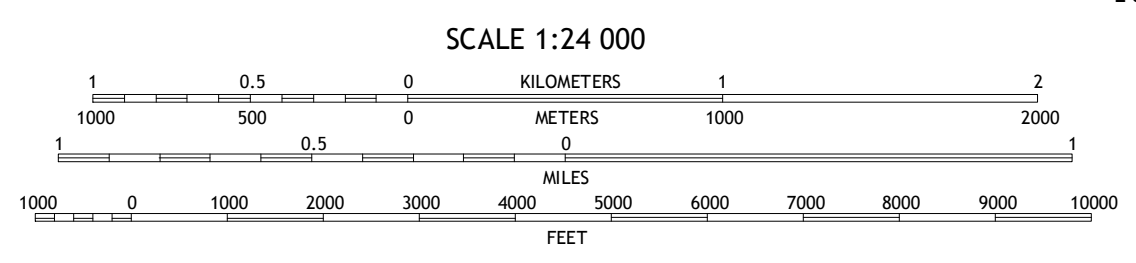 SCALE 1:24 000
1 0.5 0 KILOMETERS 1 2
1000 500 0 METERS 1000 2000
1 0.5 0 1
MILES
1000 0 1000 2000 3000 4000 5000 6000 7000 8000 9000 10000
FEET